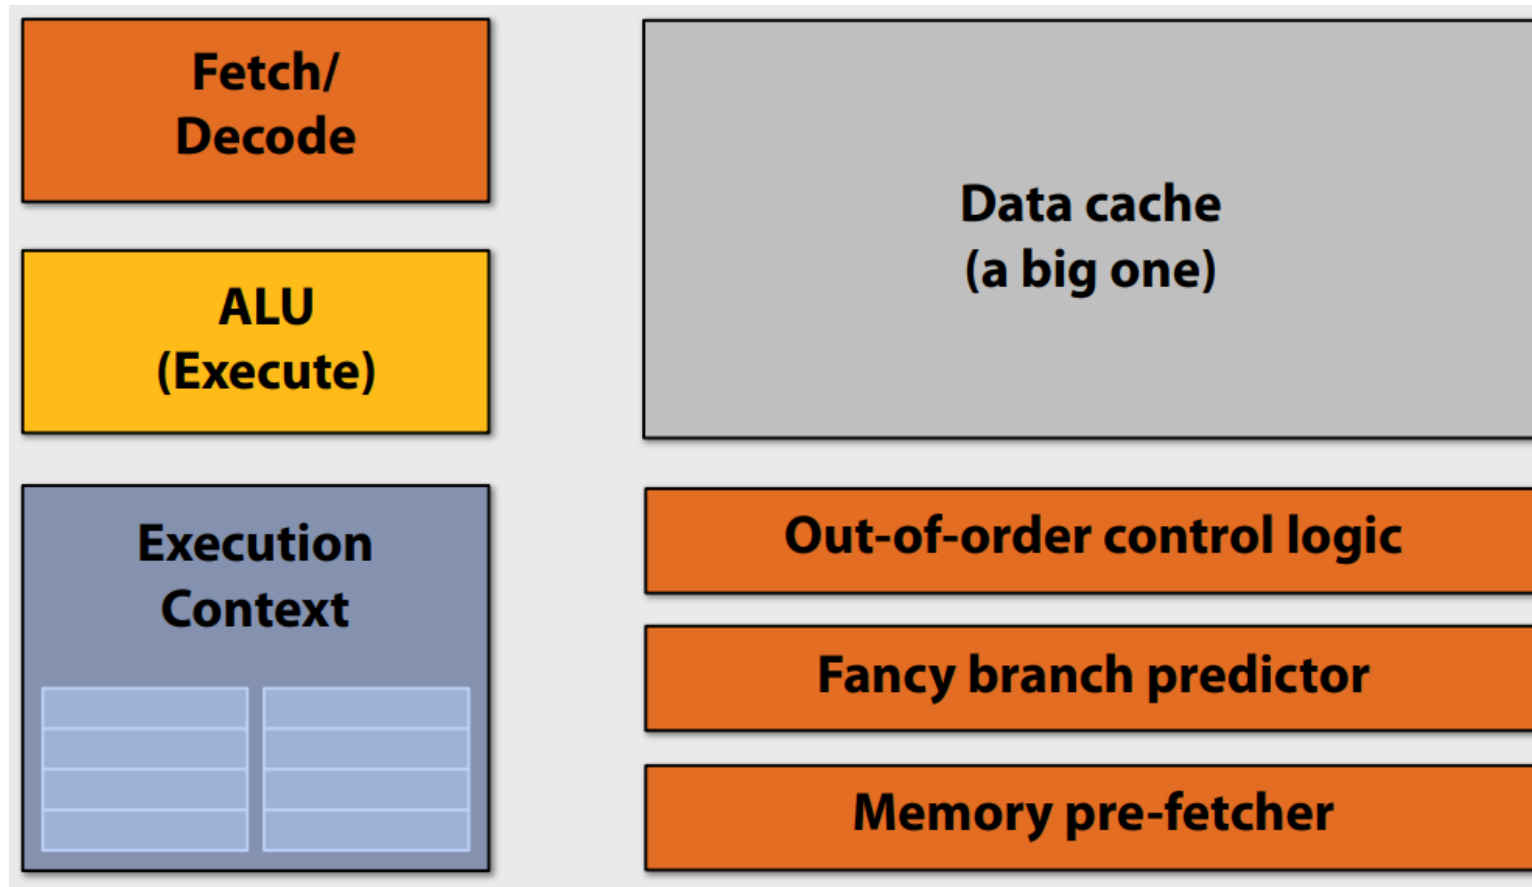 Fetch/
Decode
ALU
(Execute)
Execution
Context
Data cache
(a big one)
Out-of-order control logic
Fancy branch predictor
Memory pre-fetcher